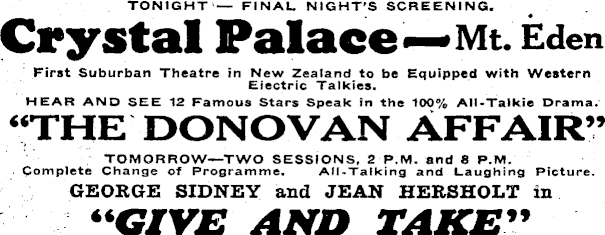 TONIGHT — FINAL NIGHT'S SCREENING.
Crystal Palace—Mt. Eden
First Suburban Theatre in New Zealand to be Equipped with Western
Electric Talkies.
HEAR AND SEE 12 Famous Stars Speak in the 100% All-Talkie Drama.
“THE DONOVAN AFFAIR”
TOMORROW—TWO SESSIONS, 2 P.M. and 8 P.M.
Complete Change of Programme. All-Talking and Laughing Picture.
GEORGE SIDNEY and JEAN HERSHOLT in
“GIVE AND TAKE”